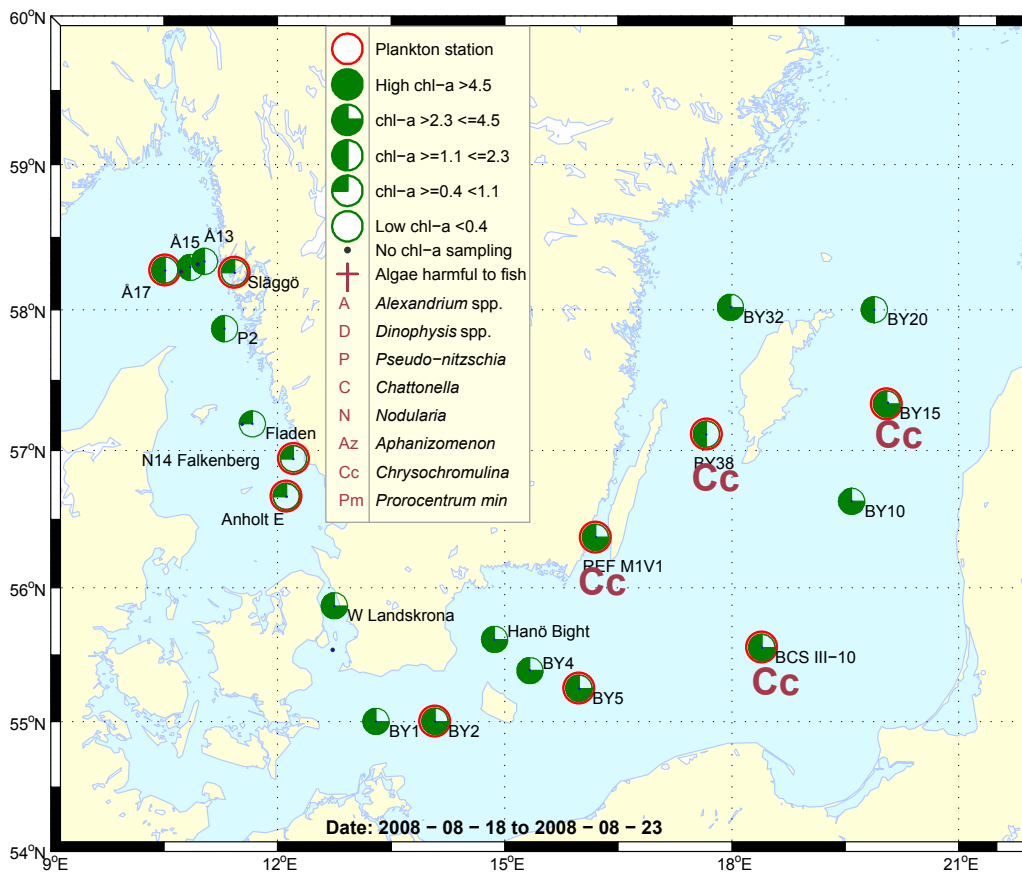 60°N
59°N
58°N
57°N
56°N
55°N
54°N
9°E
12°E
15°E
18°E
21°E
Plankton station
High chl−a >4.5
chl−a >2.3 <=4.5
chl−a >=1.1 <=2.3
chl−a >=0.4 <1.1
Low chl−a <0.4
No chl−a sampling
Algae harmful to fish
A Alexandrium spp.
D Dinophysis spp.
P Pseudo−nitzschia
C Chattonella
N Nodularia
Az Aphanizomenon
Cc Chrysochromulina
Pm Prorocentrum min
Å13
Å15
Å17
Släggö
P2
Fladen
N14 Falkenberg
Anholt E
W Landskrona
Hanö Bight
BY4
BY5
BY1
BY2
BY32
BY20
BY15
Cc
BY38
Cc
BY10
REF M1V1
Cc
BCS III−10
Cc
Date: 2008 − 08 − 18 to 2008 − 08 − 23